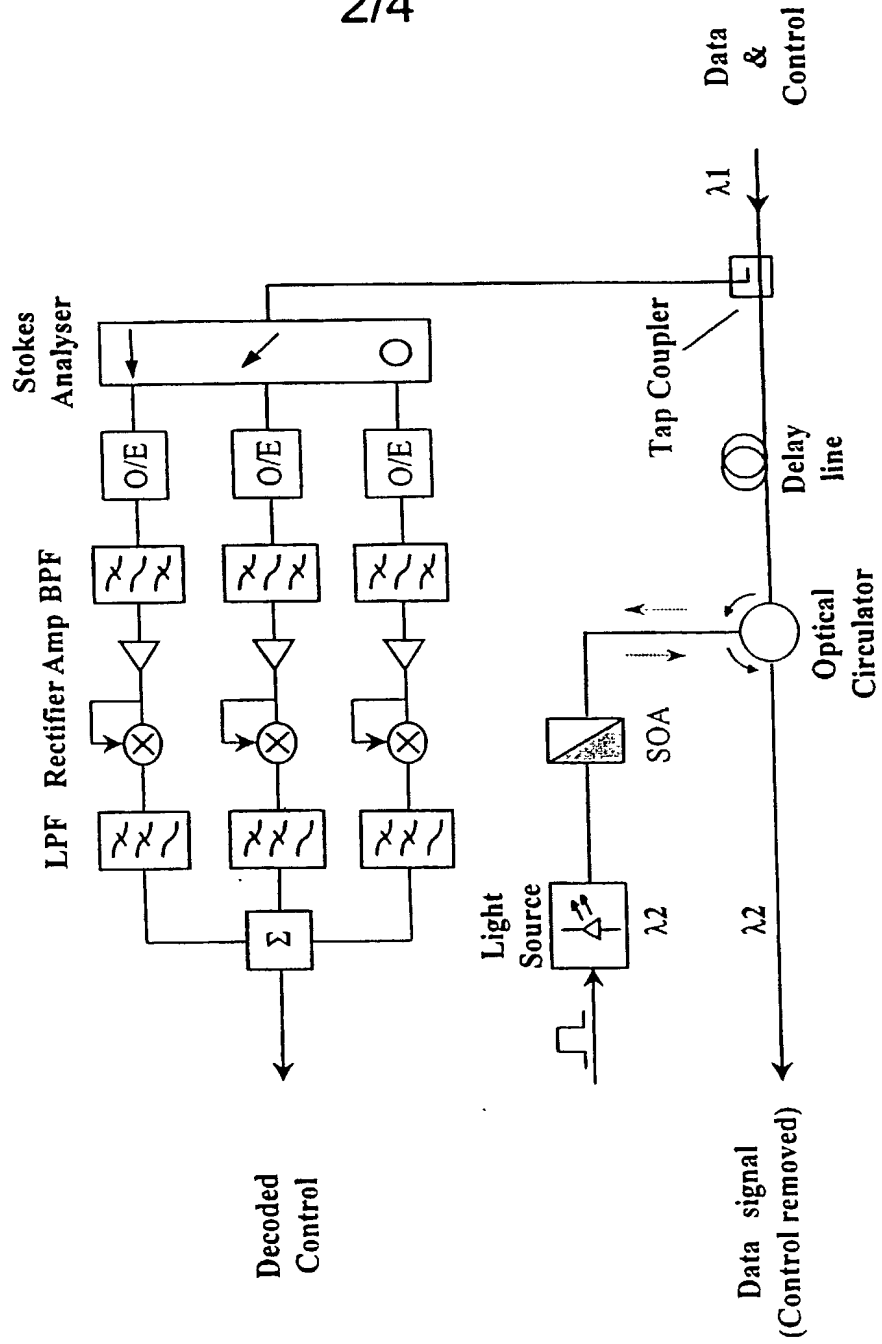 2/4
Stokes
Analyser
LPF Rectifier Amp BPF
O/E
O/E
O/E
Σ
Decoded
Control
Light
Source
λ2
SOA
λ2
Optical
Circulator
Delay
line
Tap Coupler
λ1
Data
&
Control
Data signal
(Control removed)